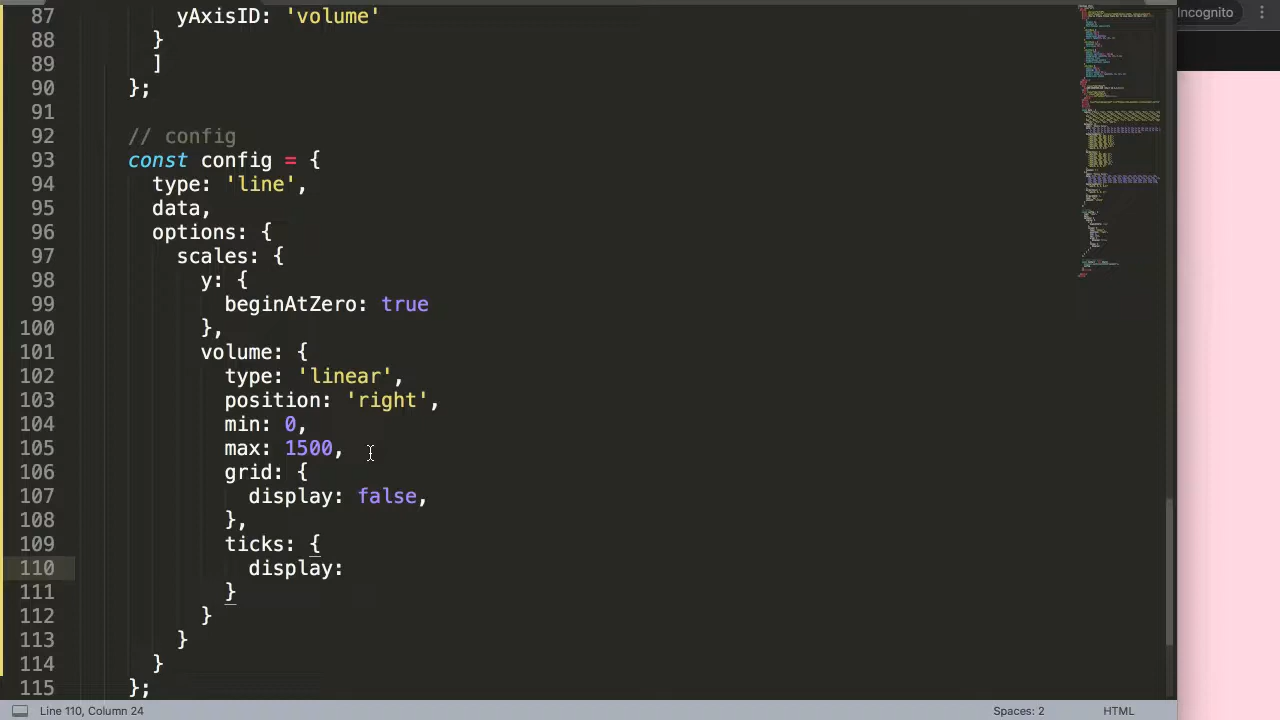 Incognito
87 yAxisID: 'volume'
88 }
89 ]
90 };
91
92 // config
93 const config = {
94 type: 'line',
95 data,
96 options: {
97 scales: {
98 y: {
99 beginAtZero: true
100 },
101 volume: {
102 type: 'linear',
103 position: 'right',
104 min: 0,
105 max: 1500,
106 grid: {
107 display: false,
108 },
109 ticks: {
110 display:
111 }
112 }
113 }
114 }
115 };
Line 110, Column 24 Spaces: 2 HTML